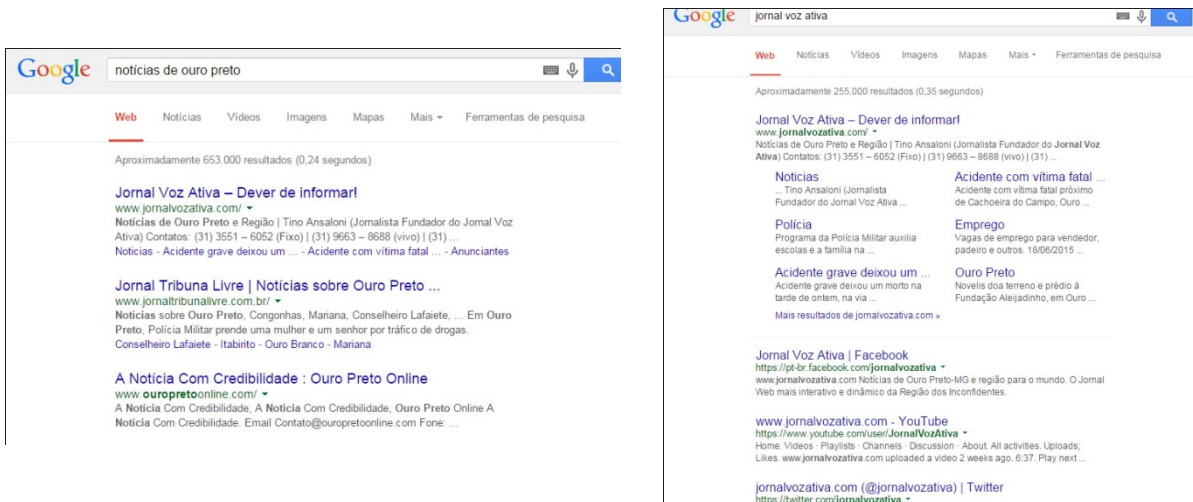 Google notícias de ouro preto
Web Notícias Vídeos Imagens Mapas Mais Ferramentas de pesquisa
Aproximadamente 653.000 resultados (0,24 segundos)
Jornal Voz Ativa – Dever de informar!
www.jornalvozativa.com/
Notícias de Ouro Preto e Região | Tino Ansaloni (Jornalista Fundador do Jornal Voz
Ativa) Contatos: (31) 3551 – 6052 (Fixo) | (31) 9663 – 8688 (vivo) | (31) ...
Noticias - Acidente grave deixou um ... - Acidente com vítima fatal ... - Anunciantes
Jornal Tribuna Livre | Notícias sobre Ouro Preto ...
www.jornaltribunalivre.com.br/
Notícias sobre Ouro Preto, Congonhas, Mariana, Conselheiro Lafaiete, ... Em Ouro
Preto, Polícia Militar prende uma mulher e um senhor por tráfico de drogas.
Conselheiro Lafaiete - Itabirito - Ouro Branco - Mariana
A Notícia Com Credibilidade : Ouro Preto Online
www.ouropretoonline.com/
A Notícia Com Credibilidade, A Noticia Com Credibilidade, Ouro Preto Online A
Noticia Com Credibilidade. Email Contato@ouropretoonline.com Fone: ...
Google jornal voz ativa
Web Notícias Vídeos Imagens Mapas Mais Ferramentas de pesquisa
Aproximadamente 255.000 resultados (0,35 segundos)
Jornal Voz Ativa – Dever de informar!
www.jornalvozativa.com/
Notícias de Ouro Preto e Região | Tino Ansaloni (Jornalista Fundador do Jornal Voz
Ativa) Contatos: (31) 3551 – 6052 (Fixo) | (31) 9663 – 8688 (vivo) | (31) ...
Noticias
... Tino Ansaloni (Jornalista
Fundador do Jornal Voz Ativa ...
Acidente com vítima fatal ...
Acidente com vítima fatal próximo
de Cachoeira do Campo, Ouro ...
Polícia
Programa da Polícia Militar auxilia
escolas e a família na ...
Emprego
Vagas de emprego para vendedor,
padeiro e outros. 18/06/2015 ...
Acidente grave deixou um ...
Acidente grave deixou um morto na
tarde de ontem, na via ...
Ouro Preto
Novelis doa terreno e prédio à
Fundação Aleijadinho, em Ouro ...
Mais resultados de jornalvozativa.com »
Jornal Voz Ativa | Facebook
https://pt-br.facebook.com/jornalvozativa
www.jornalvozativa.com Notícias de Ouro Preto-MG e região para o mundo. O Jornal
Web mais interativo e dinâmico da Região dos Inconfidentes.
www.jornalvozativa.com - YouTube
https://www.youtube.com/user/JornalVozAtiva
Home. Videos · Playlists · Channels · Discussion · About. All activities. Uploads;
Likes. www.jornalvozativa.com uploaded a video 2 weeks ago. 6:37. Play next ...
jornalvozativa.com (@jornalvozativa) | Twitter
https://twitter.com/jornalvozativa